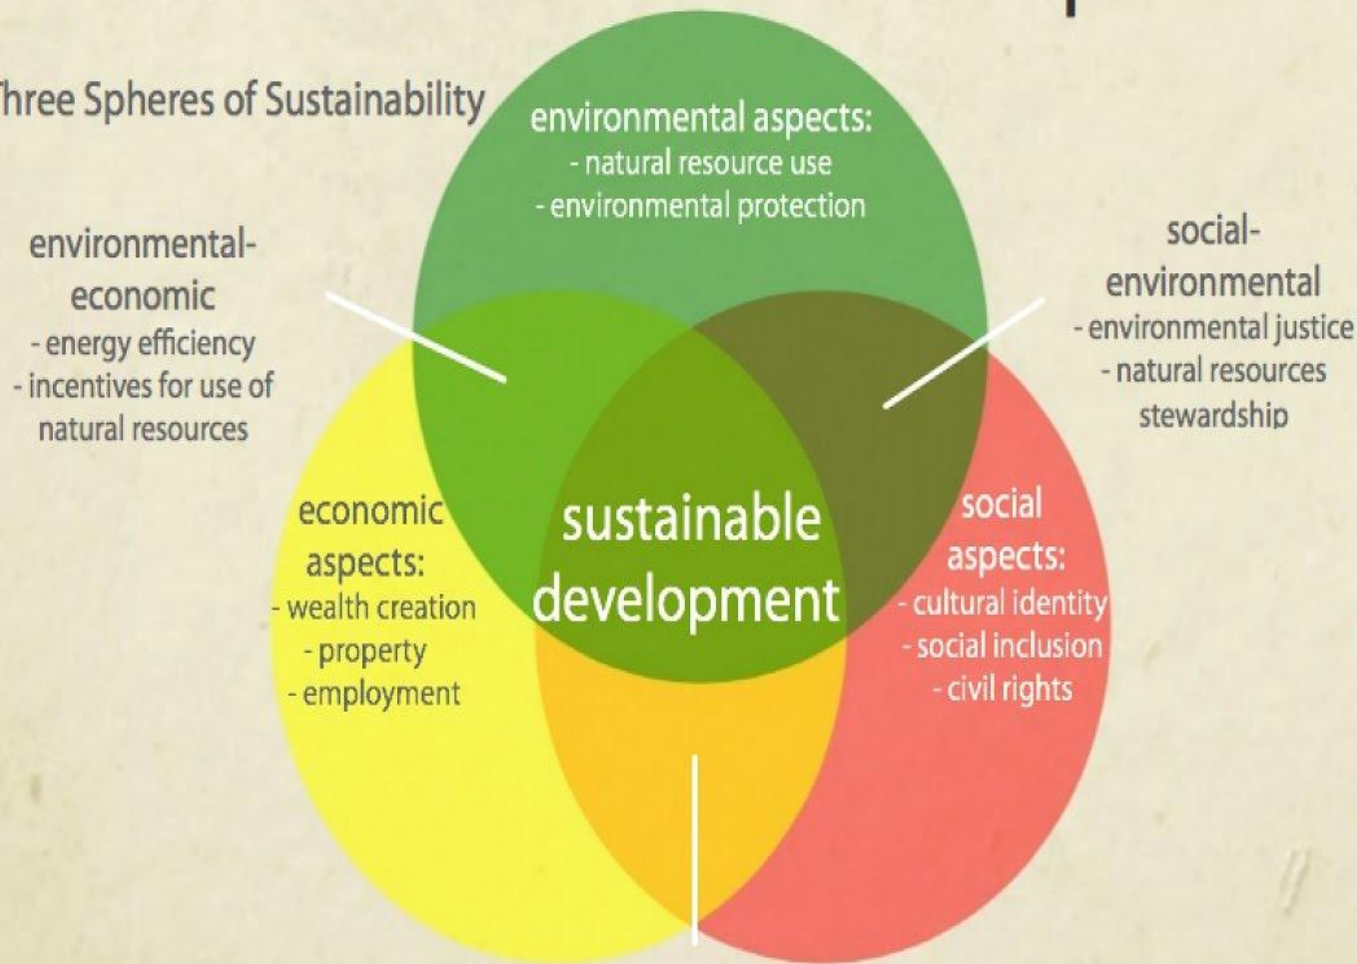 Three Spheres of Sustainability
environmental aspects:
- natural resource use
- environmental protection
environmental-
economic
- energy efficiency
- incentives for use of
natural resources
social-
environmental
- environmental justice
- natural resources
stewardship
economic
aspects:
- wealth creation
- property
- employment
sustainable
development
social
aspects:
- cultural identity
- social inclusion
- civil rights